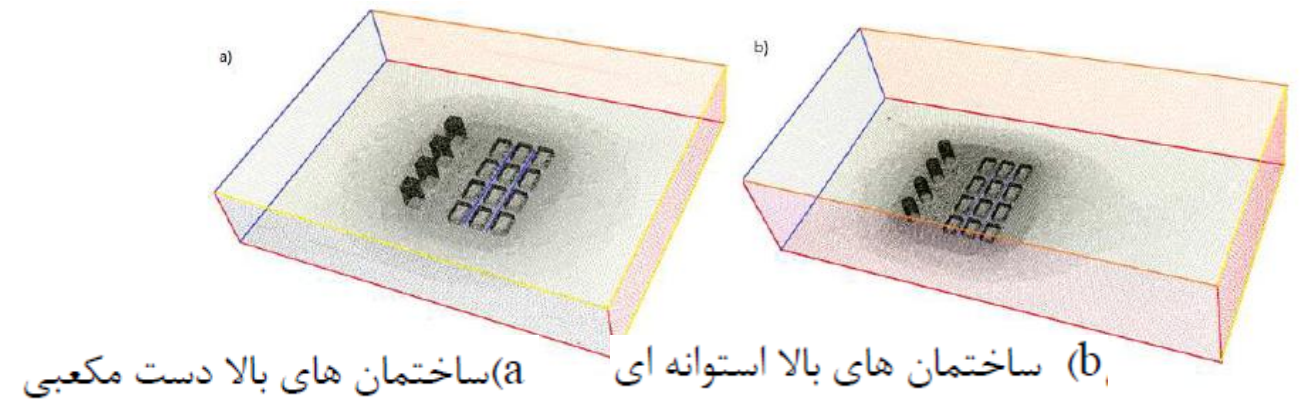 a)
b)
a)ساختمان های بالا دست مکعبی
b) ساختمان های بالا استوانه ای